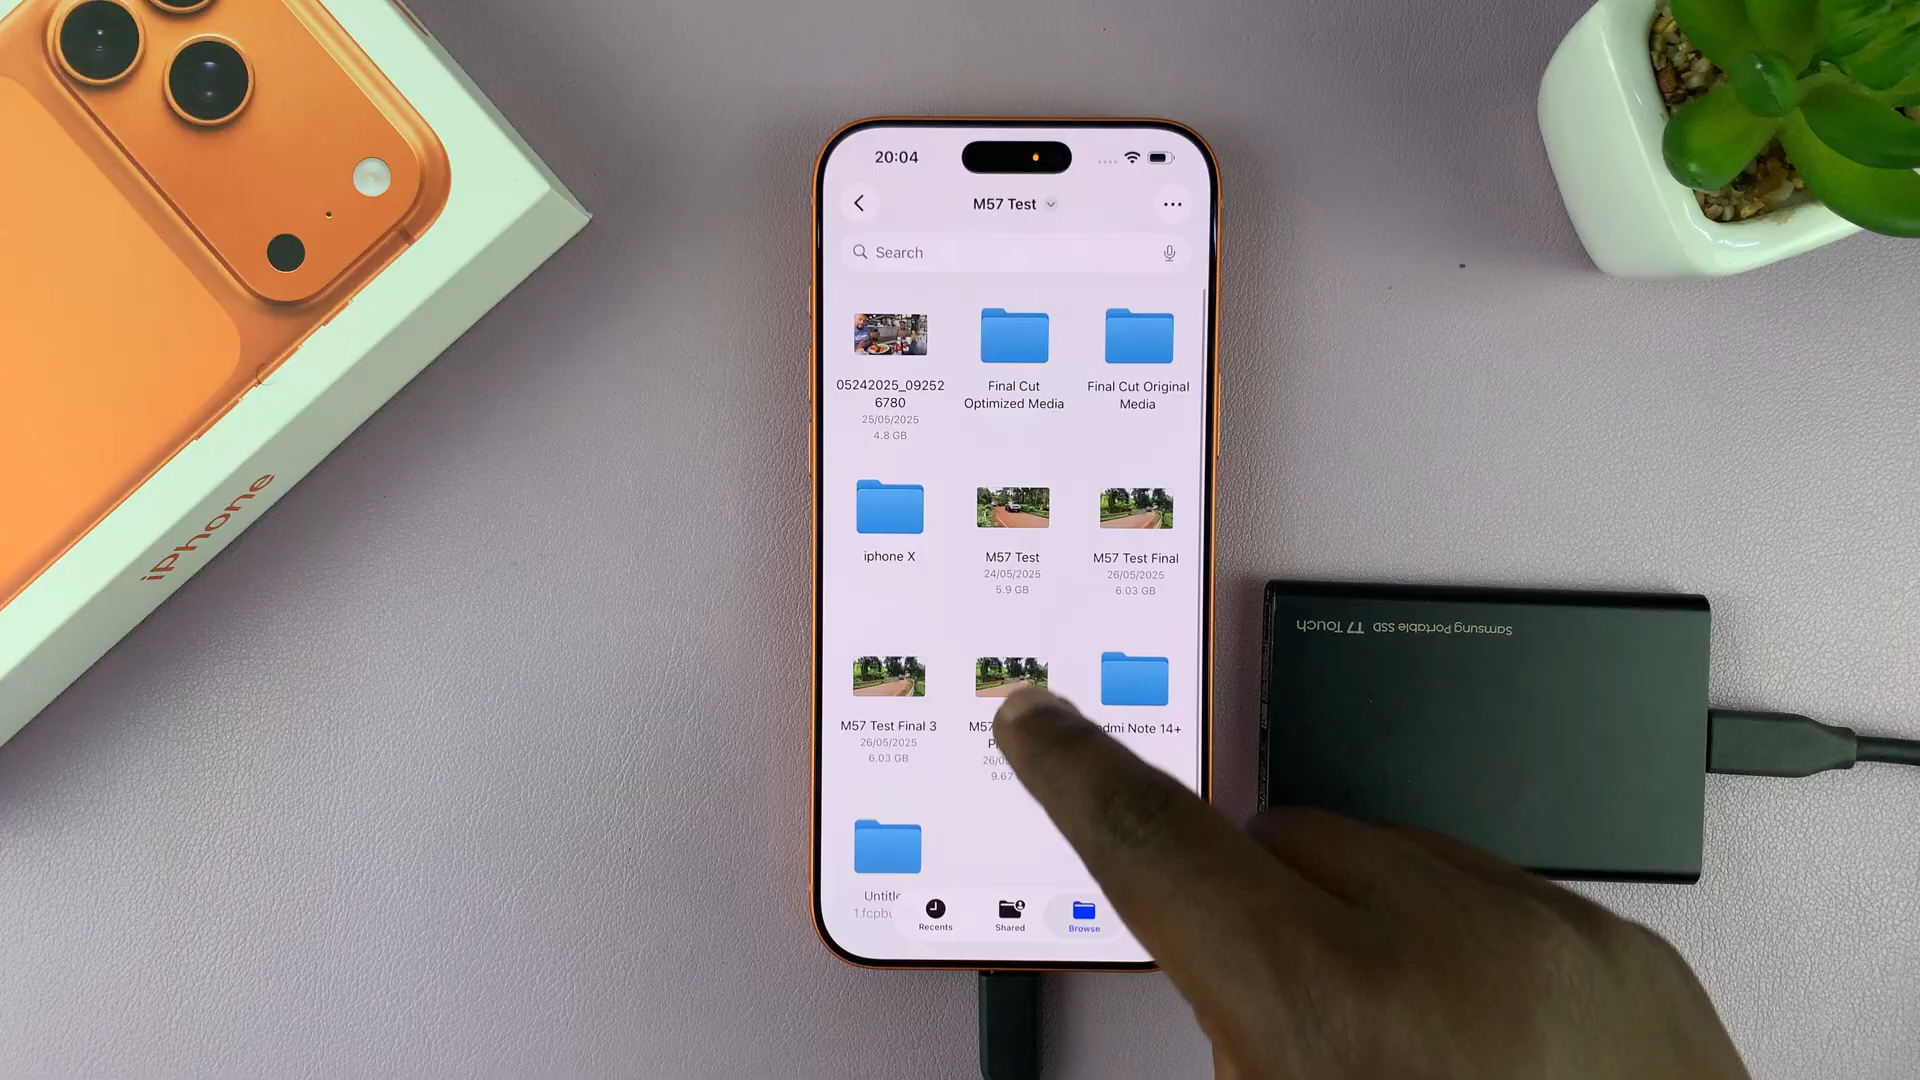 iPhone
20:04
M57 Test
Search
05242025_09252
6780
25/05/2025
4.8 GB
Final Cut
Optimized Media
Final Cut Original
Media
iphone X
M57 Test
24/05/2025
5.9 GB
M57 Test Final
26/05/2025
6.03 GB
M57 Test Final 3
26/05/2025
6.03 GB
M57
9.67
Note 14+
Recents
Shared
Browse
Samsung Portable SSD T7 Touch